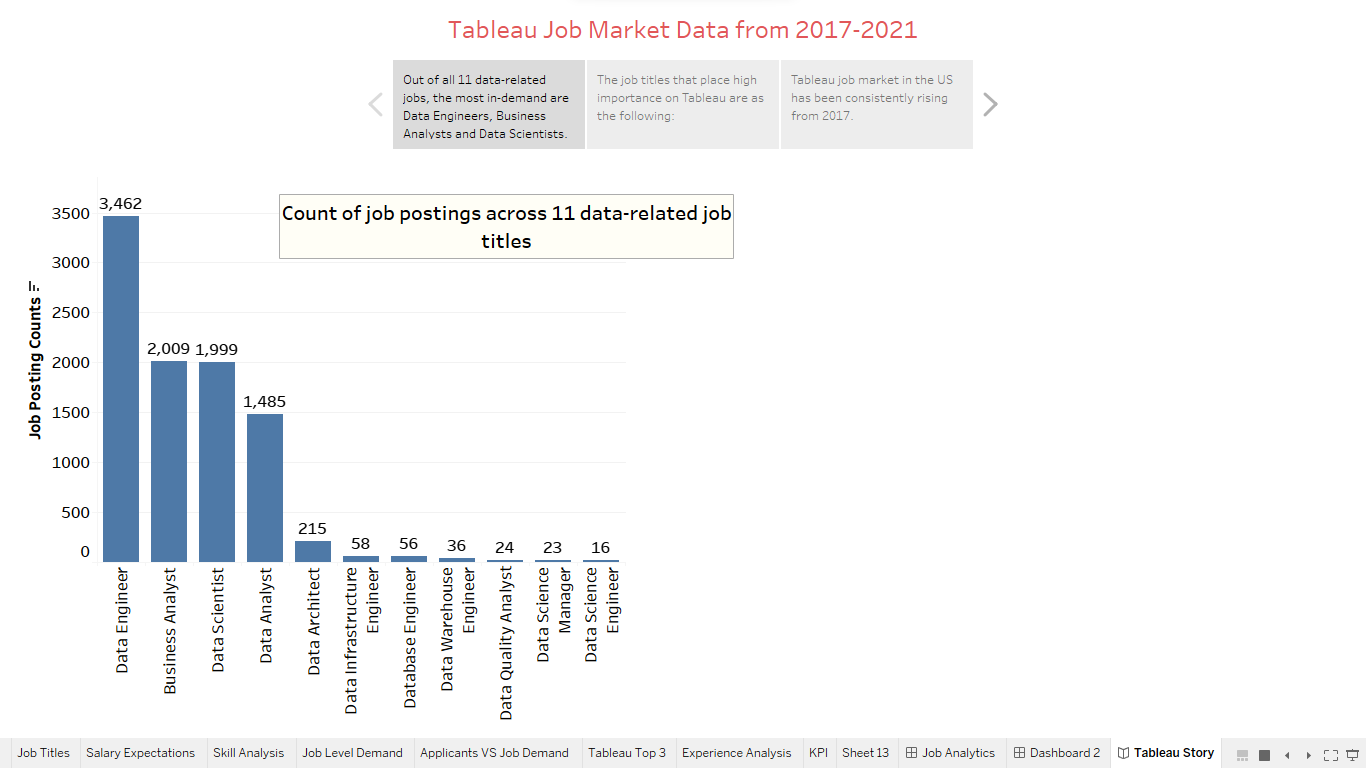 Tableau Job Market Data from 2017-2021
Out of all 11 data-related
jobs, the most in-demand are
Data Engineers, Business
Analysts and Data Scientists.
The job titles that place high
importance on Tableau are as
the following:
Tableau job market in the US
has been consistently rising
from 2017.
Count of job postings across 11 data-related job
titles
Job Posting Counts
3500
3000
2500
2000
1500
1000
500
0
3,462
2,009
1,999
1,485
215
58
56
36
24
23
16
Data Engineer
Business Analyst
Data Scientist
Data Analyst
Data Architect
Data Infrastructure
Engineer
Database Engineer
Data Warehouse
Engineer
Data Quality Analyst
Data Science
Manager
Data Science
Engineer
Job Titles
Salary Expectations
Skill Analysis
Job Level Demand
Applicants VS Job Demand
Tableau Top 3
Experience Analysis
KPI
Sheet 13
Job Analytics
Dashboard 2
Tableau Story